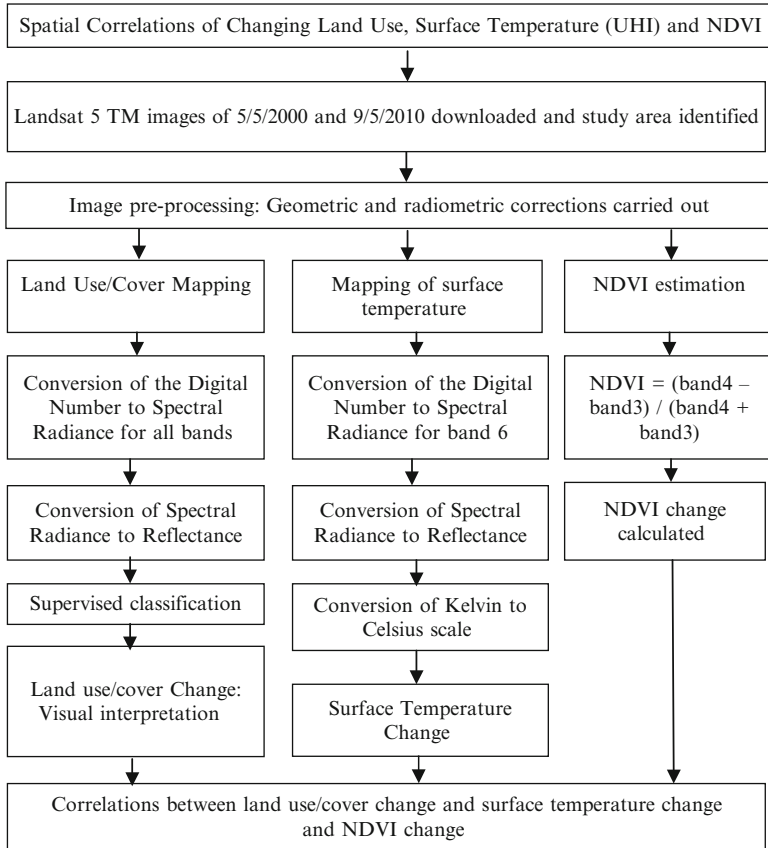 Spatial Correlations of Changing Land Use, Surface Temperature (UHI) and NDVI
Landsat 5 TM images of 5/5/2000 and 9/5/2010 downloaded and study area identified
Image pre-processing: Geometric and radiometric corrections carried out
Land Use/Cover Mapping
Conversion of the Digital
Number to Spectral
Radiance for all bands
Conversion of Spectral
Radiance to Reflectance
Supervised classification
Land use/cover Change:
Visual interpretation
Mapping of surface
temperature
Conversion of the Digital
Number to Spectral
Radiance for band 6
Conversion of Spectral
Radiance to Reflectance
Conversion of Kelvin to
Celsius scale
Surface Temperature
Change
NDVI estimation
NDVI = (band4 –
band3) / (band4 +
band3)
NDVI change
calculated
Correlations between land use/cover change and surface temperature change
and NDVI change